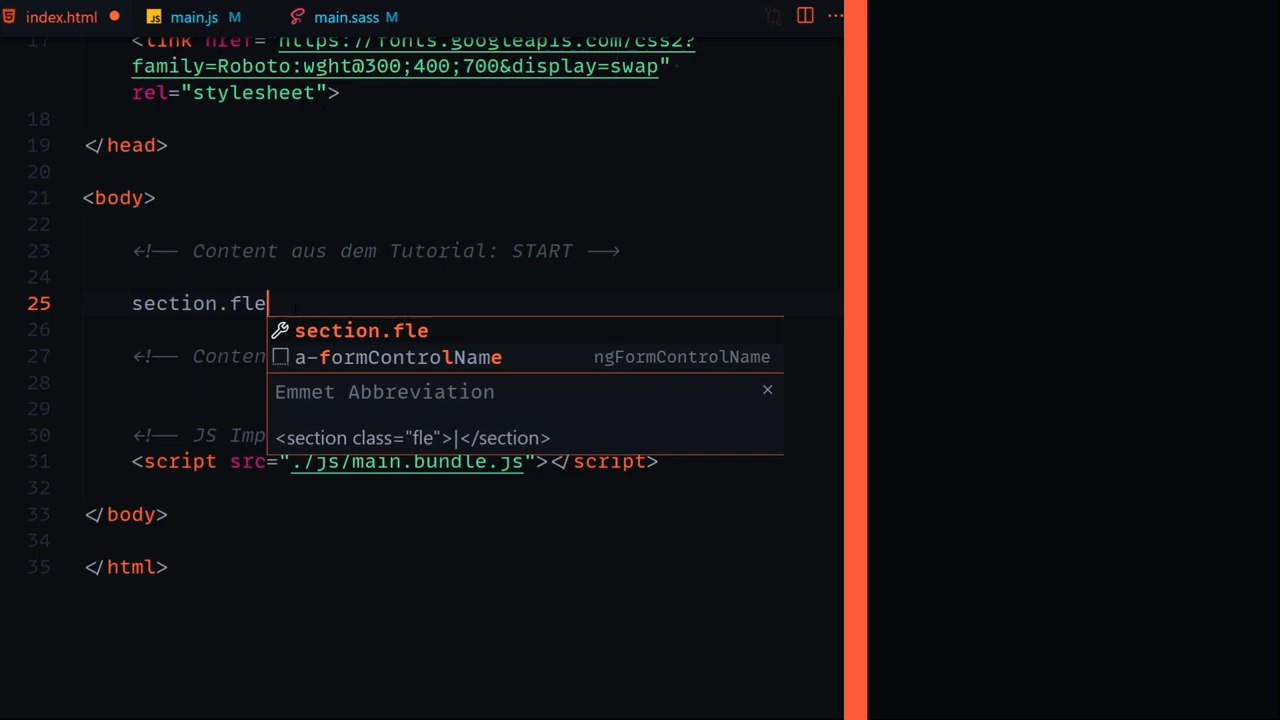 index.html JS main.js M main.sass M
17 <link href="https://fonts.googleapis.com/css2?
family=Roboto:wght@300;400;700&display=swap"
rel="stylesheet">
18
19 </head>
20
21 <body>
22
23 <!-- Content aus dem Tutorial: START -->
24
25 section.fle
section.fle
26
a-formControlName ngFormControlName
27 <!-- Conten
28
Emmet Abbreviation ×
29
<section class="fle">|</section>
30 <!-- JS Imp
31 <script src="./js/main.bundle.js"></script>
32
33 </body>
34
35 </html>